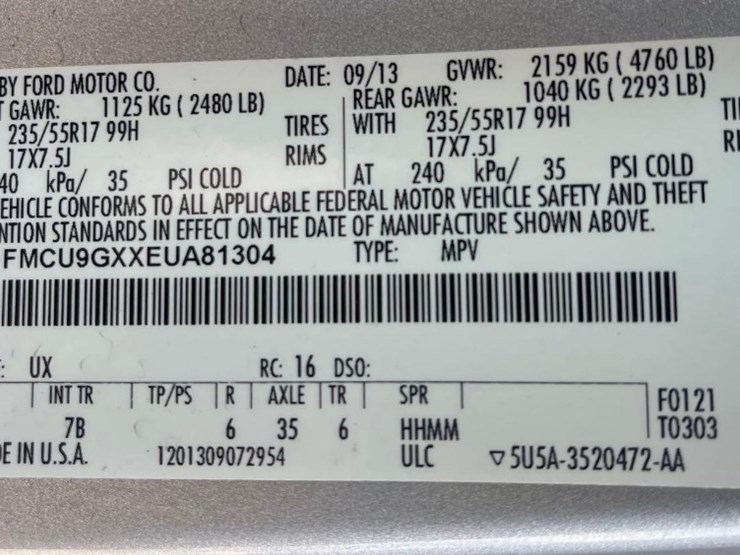 BY FORD MOTOR CO. DATE: 09/13 GVWR: 2159 KG ( 4760 LB)
GAWR: 1125 KG ( 2480 LB) REAR GAWR: 1040 KG ( 2293 LB)
235/55R17 99H TIRES WITH 235/55R17 99H
17X7.5J RIMS 17X7.5J
40 kPa/ 35 PSI COLD AT 240 kPa/ 35 PSI COLD
EHICLE CONFORMS TO ALL APPLICABLE FEDERAL MOTOR VEHICLE SAFETY AND THEFT
NTION STANDARDS IN EFFECT ON THE DATE OF MANUFACTURE SHOWN ABOVE.
FMCU9GXXEUA81304 TYPE: MPV
: UX RC: 16 DSO:
INT TR TP/PS R AXLE TR SPR F0121
7B 6 35 6 HHMM T0303
E IN U.S.A. 1201309072954 ULC ▽5U5A-3520472-AA